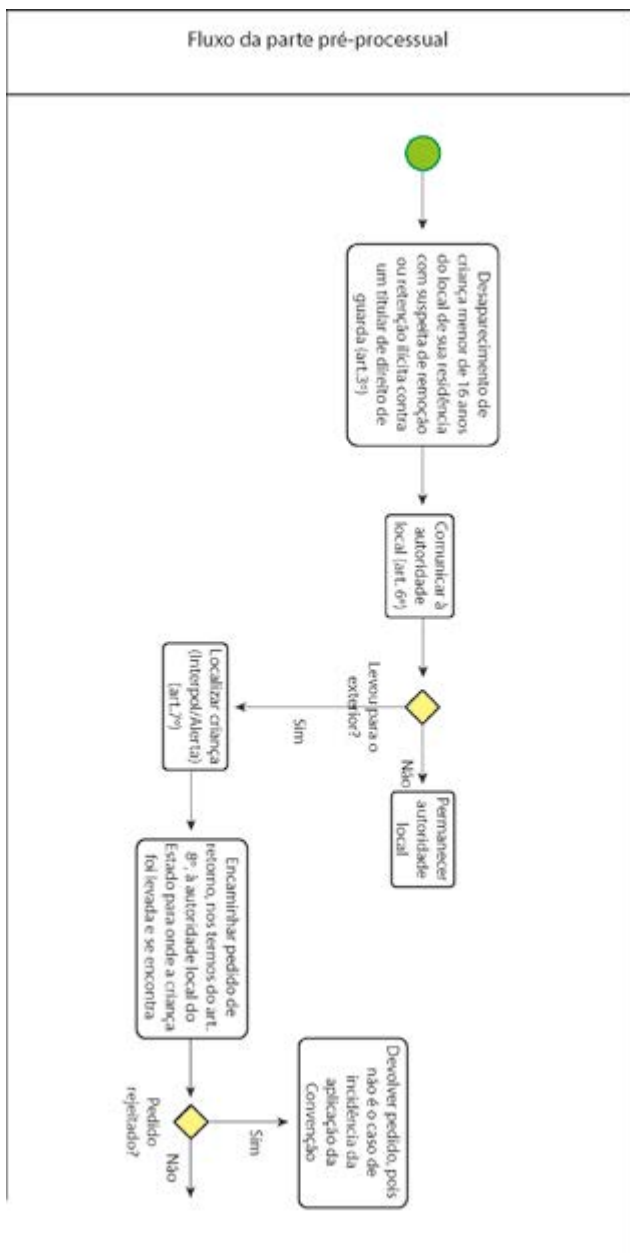 Fluxo da parte pré-processual
Desaparecimento de
criança menor de 16 anos
do local de sua residência
com suspeita de remoção
ou retenção ilícita contra
um titular de direito de
guarda (art.3º)
Comunicar à
autoridade
local (art. 6º)
Levou para o
exterior?
Não
Permanecer
autoridade
local
Sim
Localizar criança
(Interpol/Alerta)
(art.7º)
Encaminhar pedido de
retorno, nos termos do art.
8º, à autoridade local do
Estado para onde a criança
foi levada e se encontra
Pedido
rejeitado?
Sim
Devolver pedido, pois
não é o caso de
incidência da
aplicação da
Convenção
Não